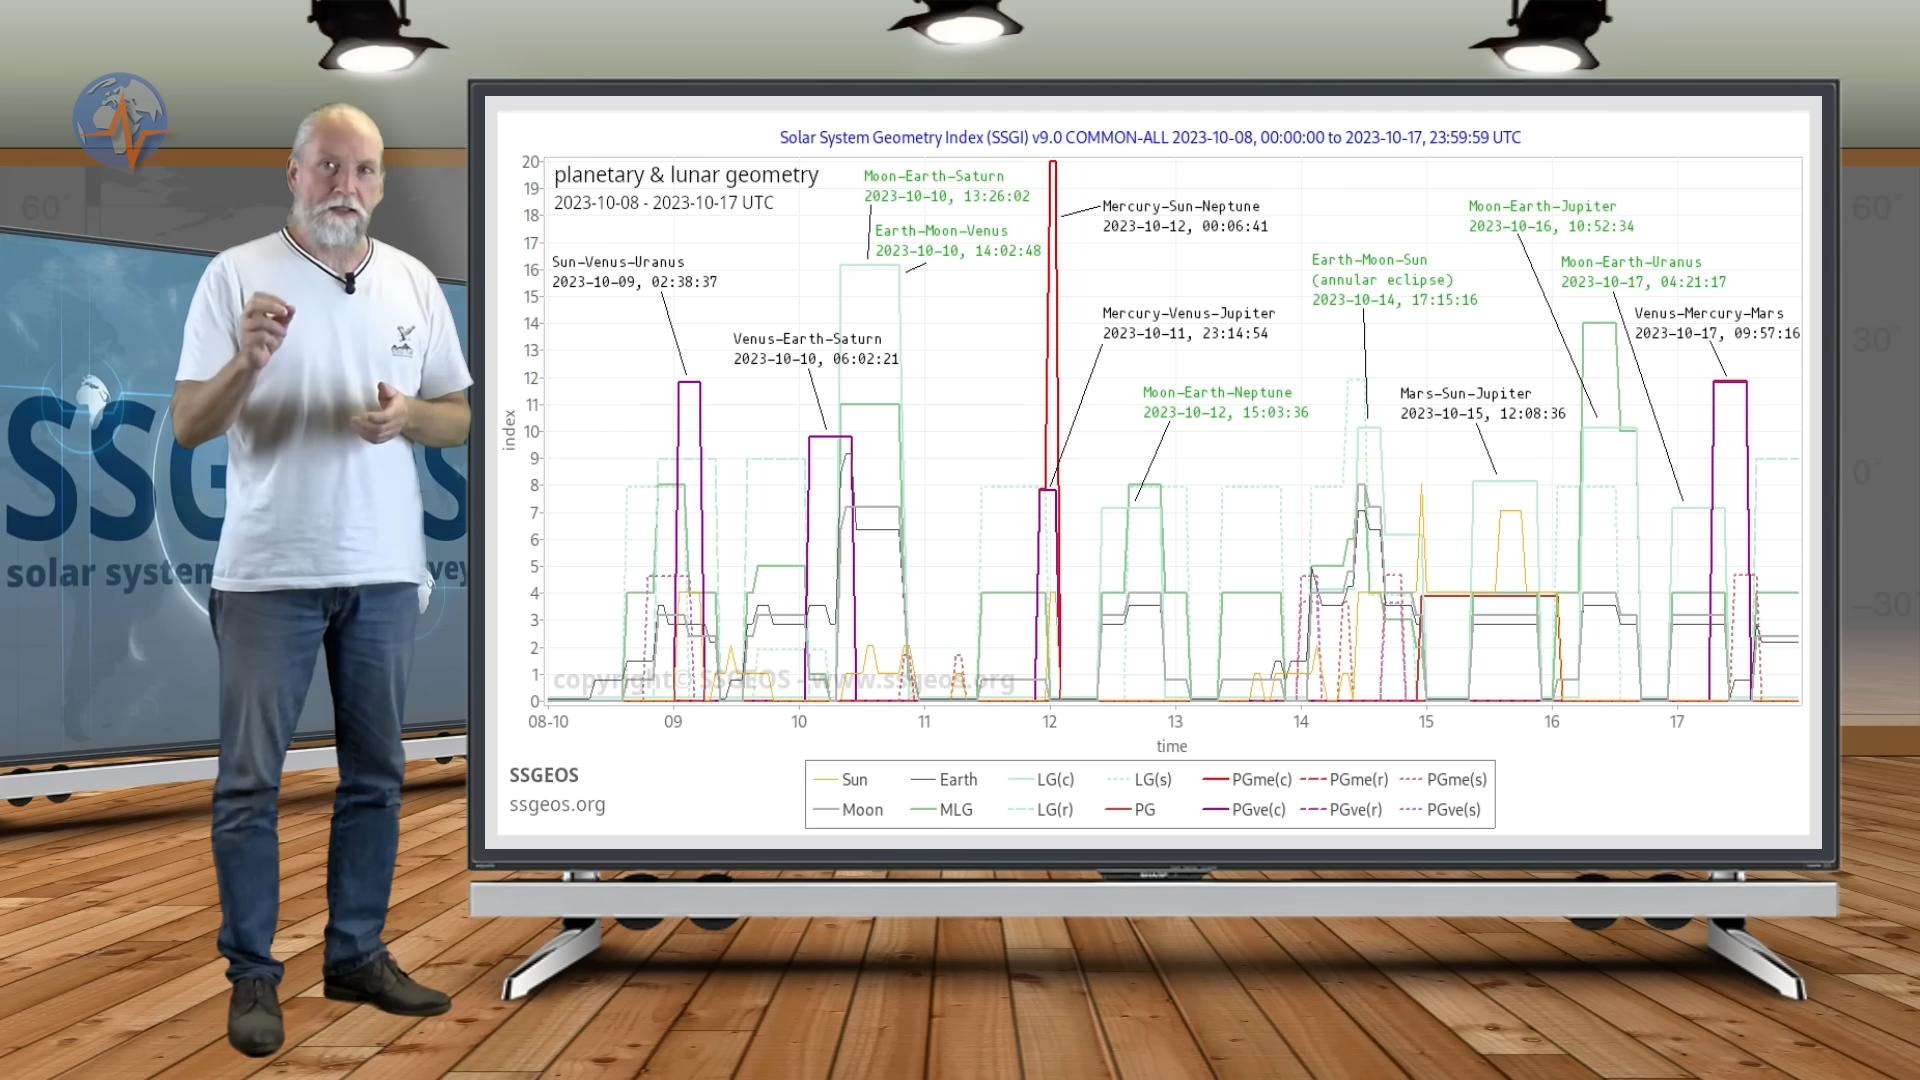 Solar System Geometry Index (SSGI) v9.0 COMMON-ALL 2023-10-08, 00:00:00 to 2023-10-17, 23:59:59 UTC
planetary & lunar geometry
2023-10-08 - 2023-10-17 UTC
Moon-Earth-Saturn
2023-10-10, 13:26:02
Earth-Moon-Venus
2023-10-10, 14:02:48
Mercury-Sun-Neptune
2023-10-12, 00:06:41
Moon-Earth-Jupiter
2023-10-16, 10:52:34
Sun-Venus-Uranus
2023-10-09, 02:38:37
Earth-Moon-Sun
(annular eclipse)
2023-10-14, 17:15:16
Moon-Earth-Uranus
2023-10-17, 04:21:17
Venus-Earth-Saturn
2023-10-10, 06:02:21
Mercury-Venus-Jupiter
2023-10-11, 23:14:54
Venus-Mercury-Mars
2023-10-17, 09:57:16
Moon-Earth-Neptune
2023-10-12, 15:03:36
Mars-Sun-Jupiter
2023-10-15, 12:08:36
20
19
18
17
16
15
14
13
12
11
10
9
8
7
6
5
4
3
2
1
0
index
copyright© SSGEOS - www.ssgeos.org
08-10 09 10 11 12 13 14 15 16 17
time
SSGEOS
ssgeos.org
Sun Earth LG(c) LG(s) PGme(c) PGme(r) PGme(s)
Moon MLG LG(r) PG PGve(c) PGve(r) PGve(s)
60°
60°
30°
0°
-30°
SSG S
solar system vey